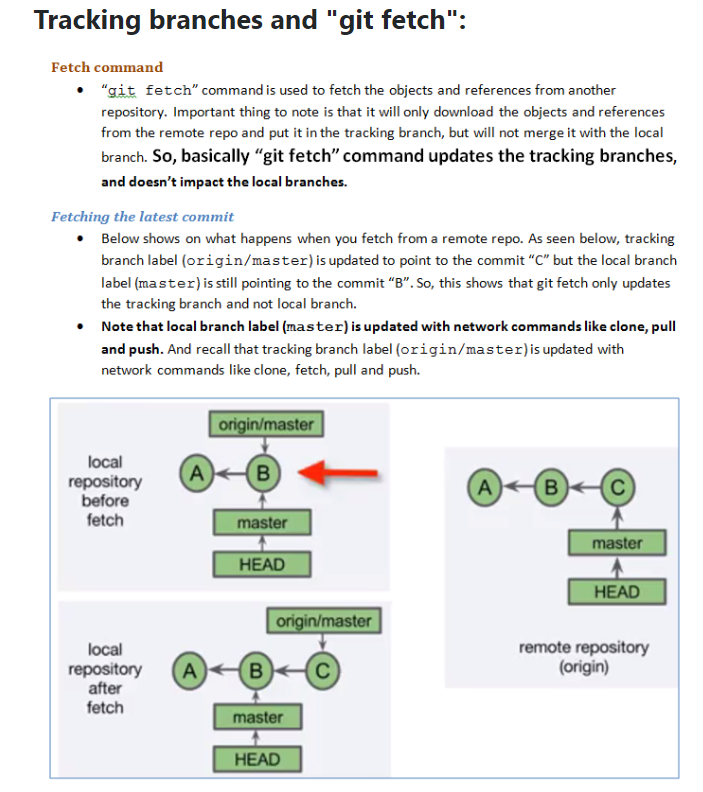 Tracking branches and "git fetch":
Fetch command
• “git fetch” command is used to fetch the objects and references from another
repository. Important thing to note is that it will only download the objects and references
from the remote repo and put it in the tracking branch, but will not merge it with the local
branch. So, basically “git fetch” command updates the tracking branches,
and doesn’t impact the local branches.
Fetching the latest commit
• Below shows on what happens when you fetch from a remote repo. As seen below, tracking
branch label (origin/master) is updated to point to the commit “C” but the local branch
label (master) is still pointing to the commit “B”. So, this shows that git fetch only updates
the tracking branch and not local branch.
• Note that local branch label (master) is updated with network commands like clone, pull
and push. And recall that tracking branch label (origin/master) is updated with
network commands like clone, fetch, pull and push.
origin/master
local
repository
before
fetch
A B
master
HEAD
origin/master
local
repository
after
fetch
A B C
master
HEAD
A B C
master
HEAD
remote repository
(origin)